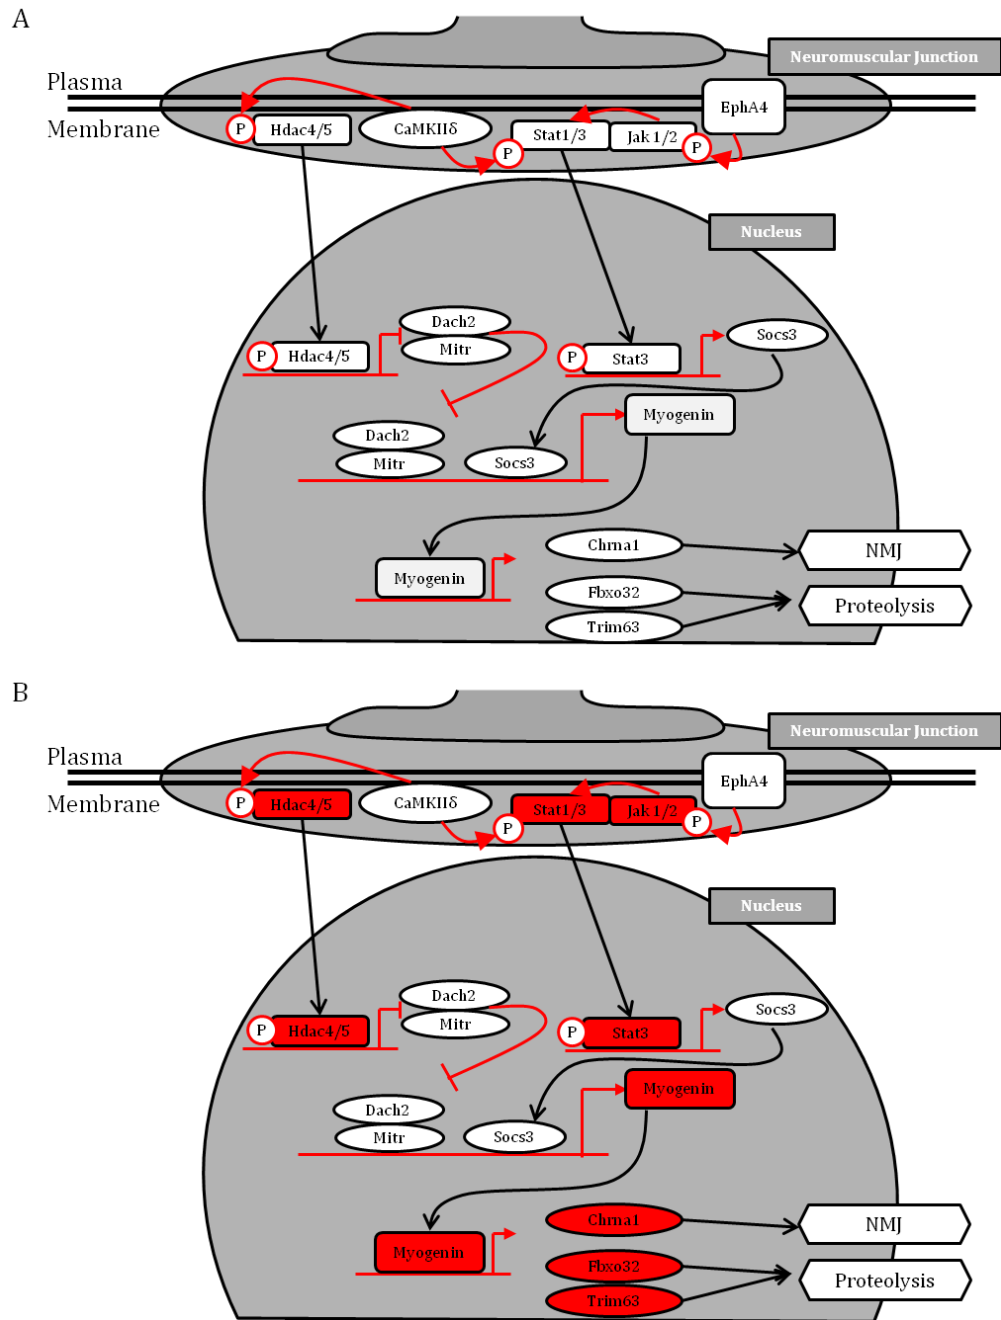 A
Neuromuscular Junction
Plasma
Membrane
EphA4
P
Hdac4/5
CaMKIIδ
Stat1/3
Jak 1/2
P
P
Nucleus
Dach2
Mitr
Socs3
P
Hdac4/5
P
Stat3
Myogenin
Dach2
Mitr
Socs3
Chrna1
NMJ
Myogenin
Fbxo32
Trim63
Proteolysis
B
Neuromuscular Junction
Plasma
Membrane
EphA4
P
Hdac4/5
CaMKIIδ
Stat1/3
Jak 1/2
P
P
Nucleus
Dach2
Mitr
Socs3
P
Hdac4/5
P
Stat3
Myogenin
Dach2
Mitr
Socs3
Chrna1
NMJ
Myogenin
Fbxo32
Trim63
Proteolysis